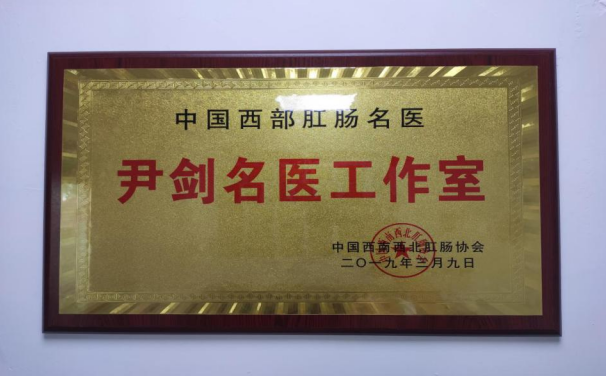 中国西部肛肠名医
尹剑名医工作室
中国西南西北肛肠协会
二〇一九年三月九日